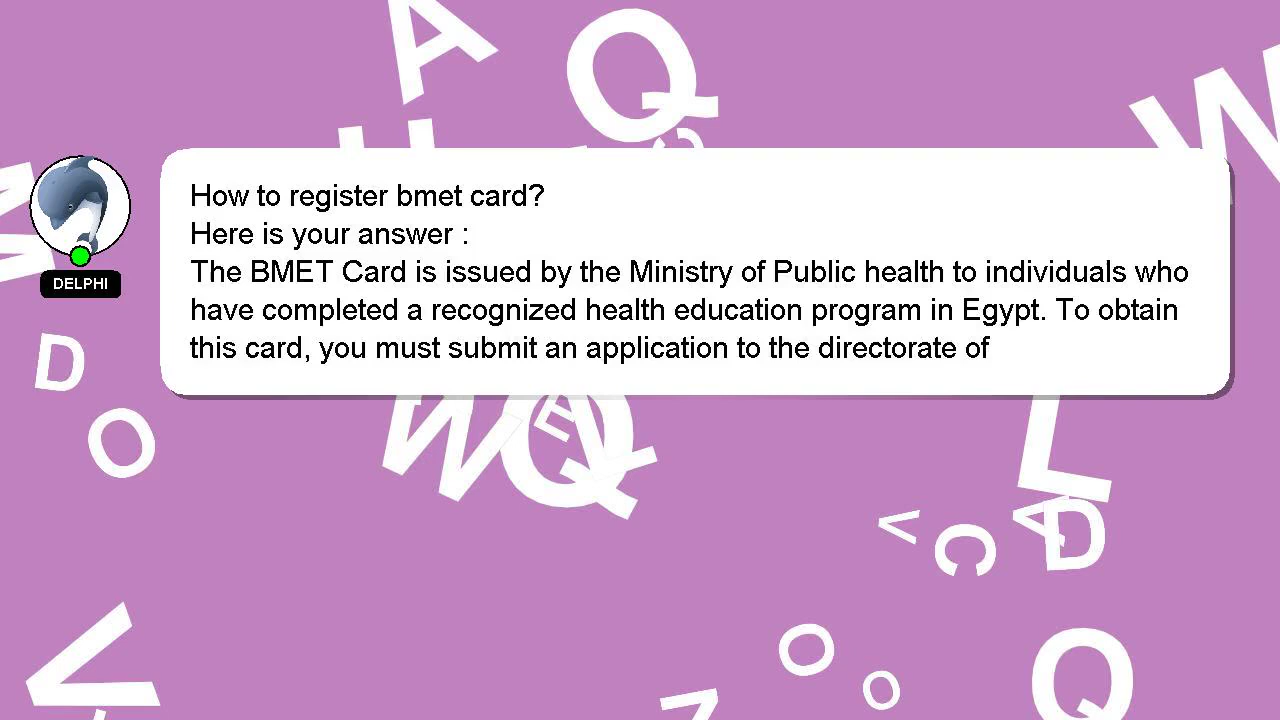 How to register bmet card?
Here is your answer :
The BMET Card is issued by the Ministry of Public health to individuals who
have completed a recognized health education program in Egypt. To obtain
this card, you must submit an application to the directorate of
DELPHI
A
Q
W
D
O
W
Q
E
L
V
C
A
D
V
O
O
Q